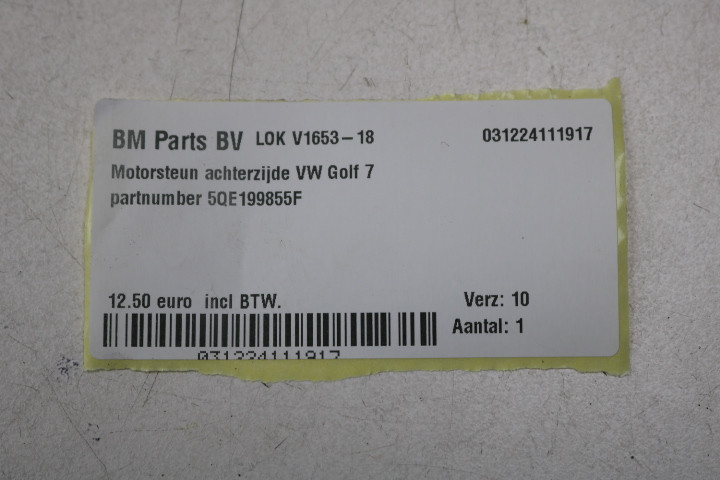 BM Parts BV LOK V1653-18 031224111917
Motorsteun achterzijde VW Golf 7
partnumber 5QE199855F
12.50 euro incl BTW. Verz: 10
Aantal: 1
031224111917